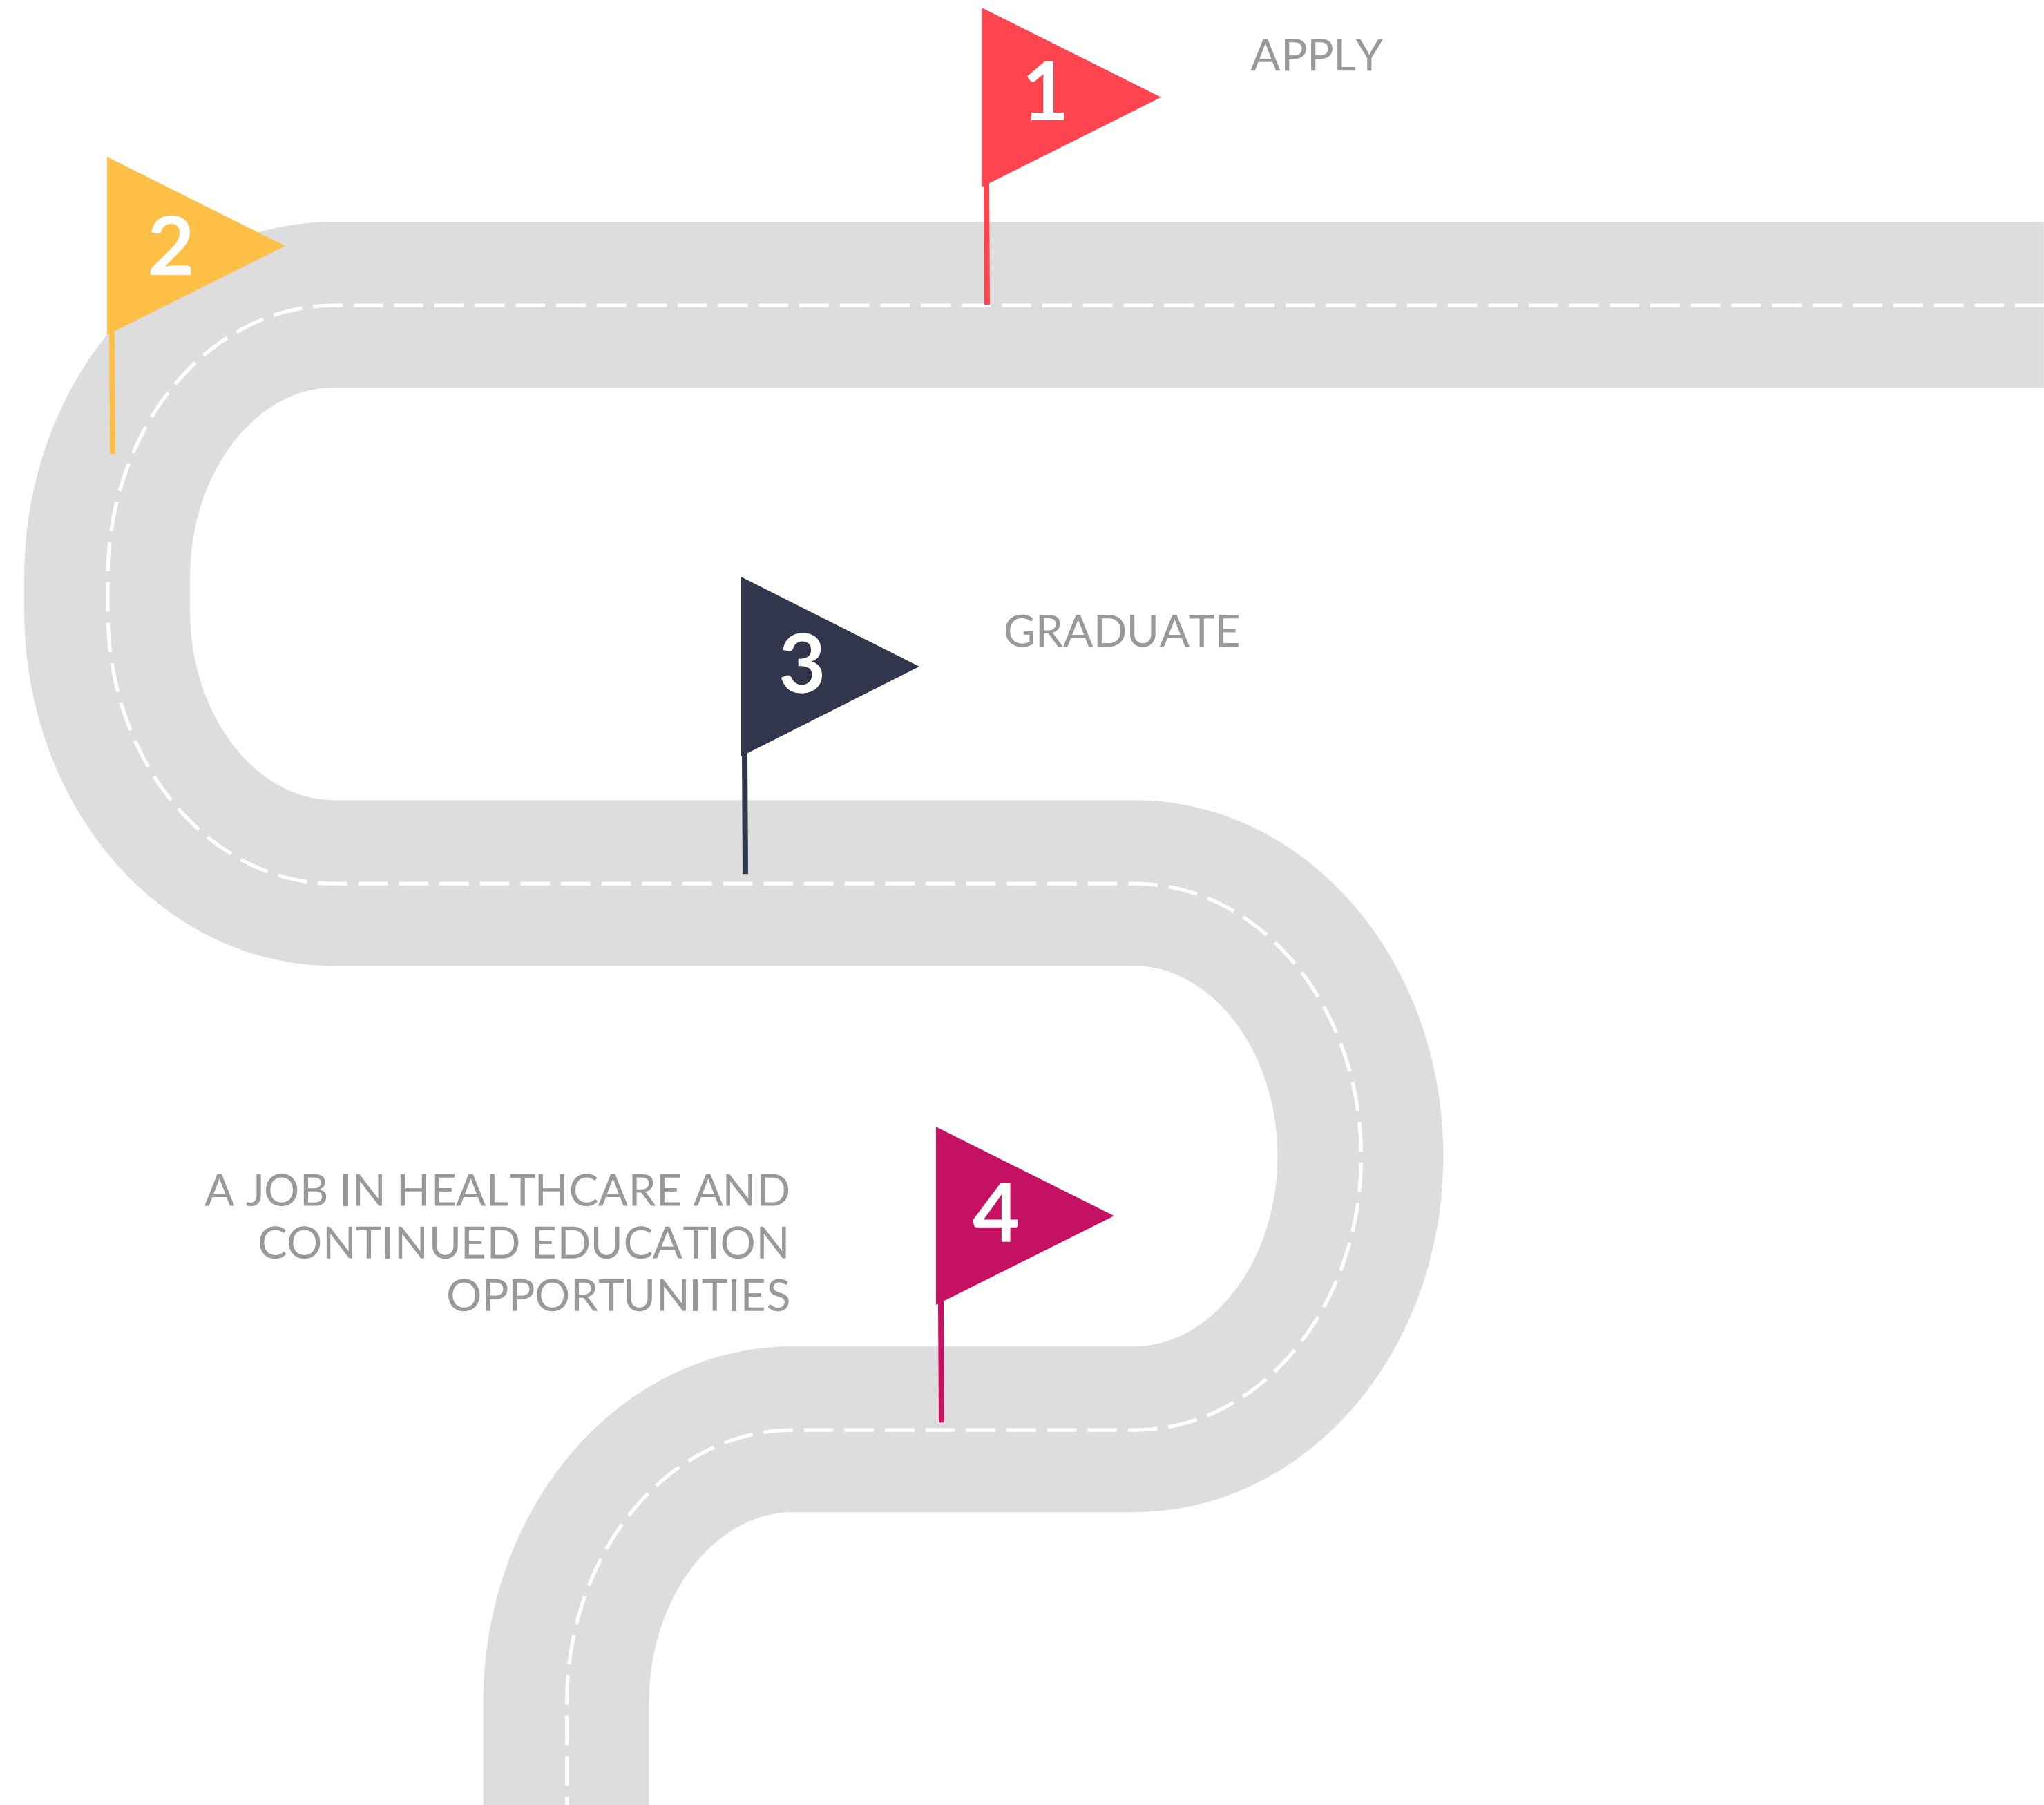 1
APPLY
2
3
GRADUATE
4
A JOB IN HEALTHCARE AND
CONTINUED EDUCATION
OPPORTUNITIES